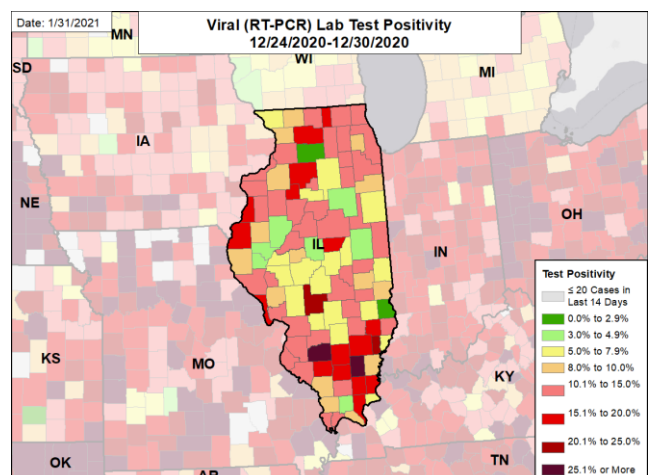 Date: 1/31/2021
Viral (RT-PCR) Lab Test Positivity
12/24/2020-12/30/2020
MN
SD
WI
MI
IA
NE
IL
IN
OH
KS
MO
KY
OK
AR
TN
Test Positivity
≤ 20 Cases in
Last 14 Days
0.0% to 2.9%
3.0% to 4.9%
5.0% to 7.9%
8.0% to 10.0%
10.1% to 15.0%
15.1% to 20.0%
20.1% to 25.0%
25.1% or More